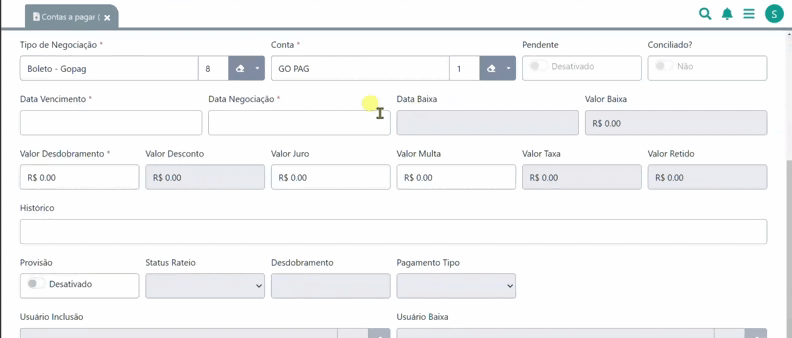 Contas a pagar (
S
Tipo de Negociação * Conta * Pendente Conciliado?
Boleto - Gopag 8 GO PAG 1 Desativado Não
Data Vencimento * Data Negociação * Data Baixa Valor Baixa
R$ 0.00
Valor Desdobramento * Valor Desconto Valor Juro Valor Multa Valor Taxa Valor Retido
R$ 0.00 R$ 0.00 R$ 0.00 R$ 0.00 R$ 0.00 R$ 0.00
Histórico
Provisão Status Rateio Desdobramento Pagamento Tipo
Desativado
Usuário Inclusão Usuário Baixa